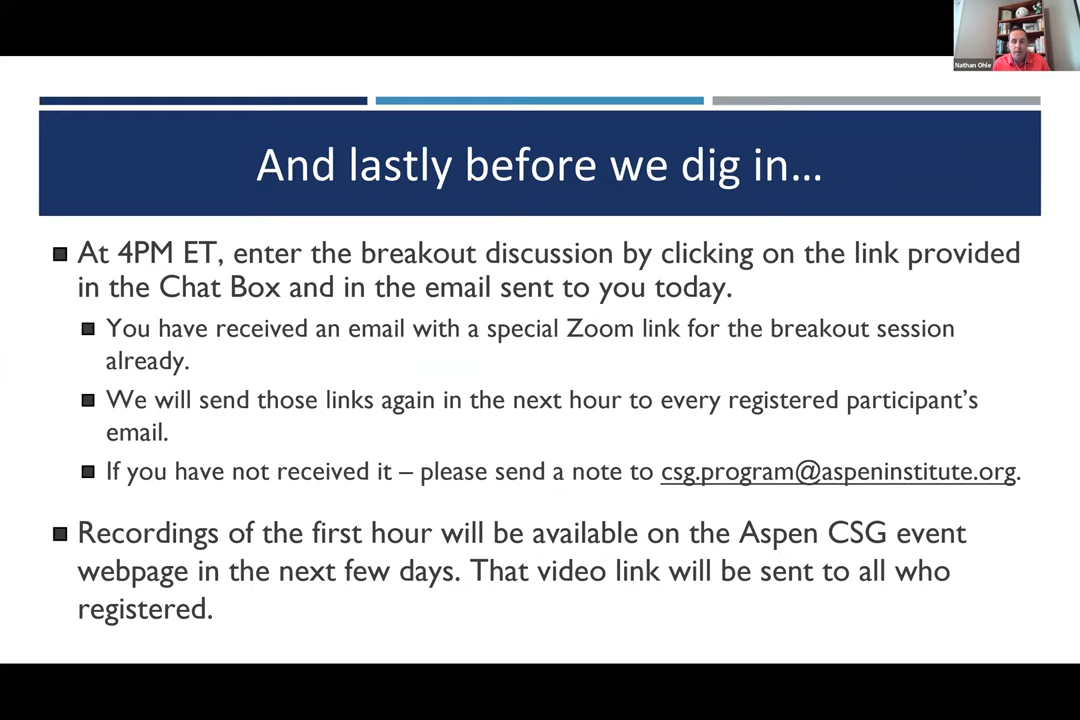 Nathan Ohle
And lastly before we dig in…
At 4PM ET, enter the breakout discussion by clicking on the link provided
in the Chat Box and in the email sent to you today.
You have received an email with a special Zoom link for the breakout session
already.
We will send those links again in the next hour to every registered participant’s
email.
If you have not received it – please send a note to csg.program@aspeninstitute.org.
Recordings of the first hour will be available on the Aspen CSG event
webpage in the next few days. That video link will be sent to all who
registered.